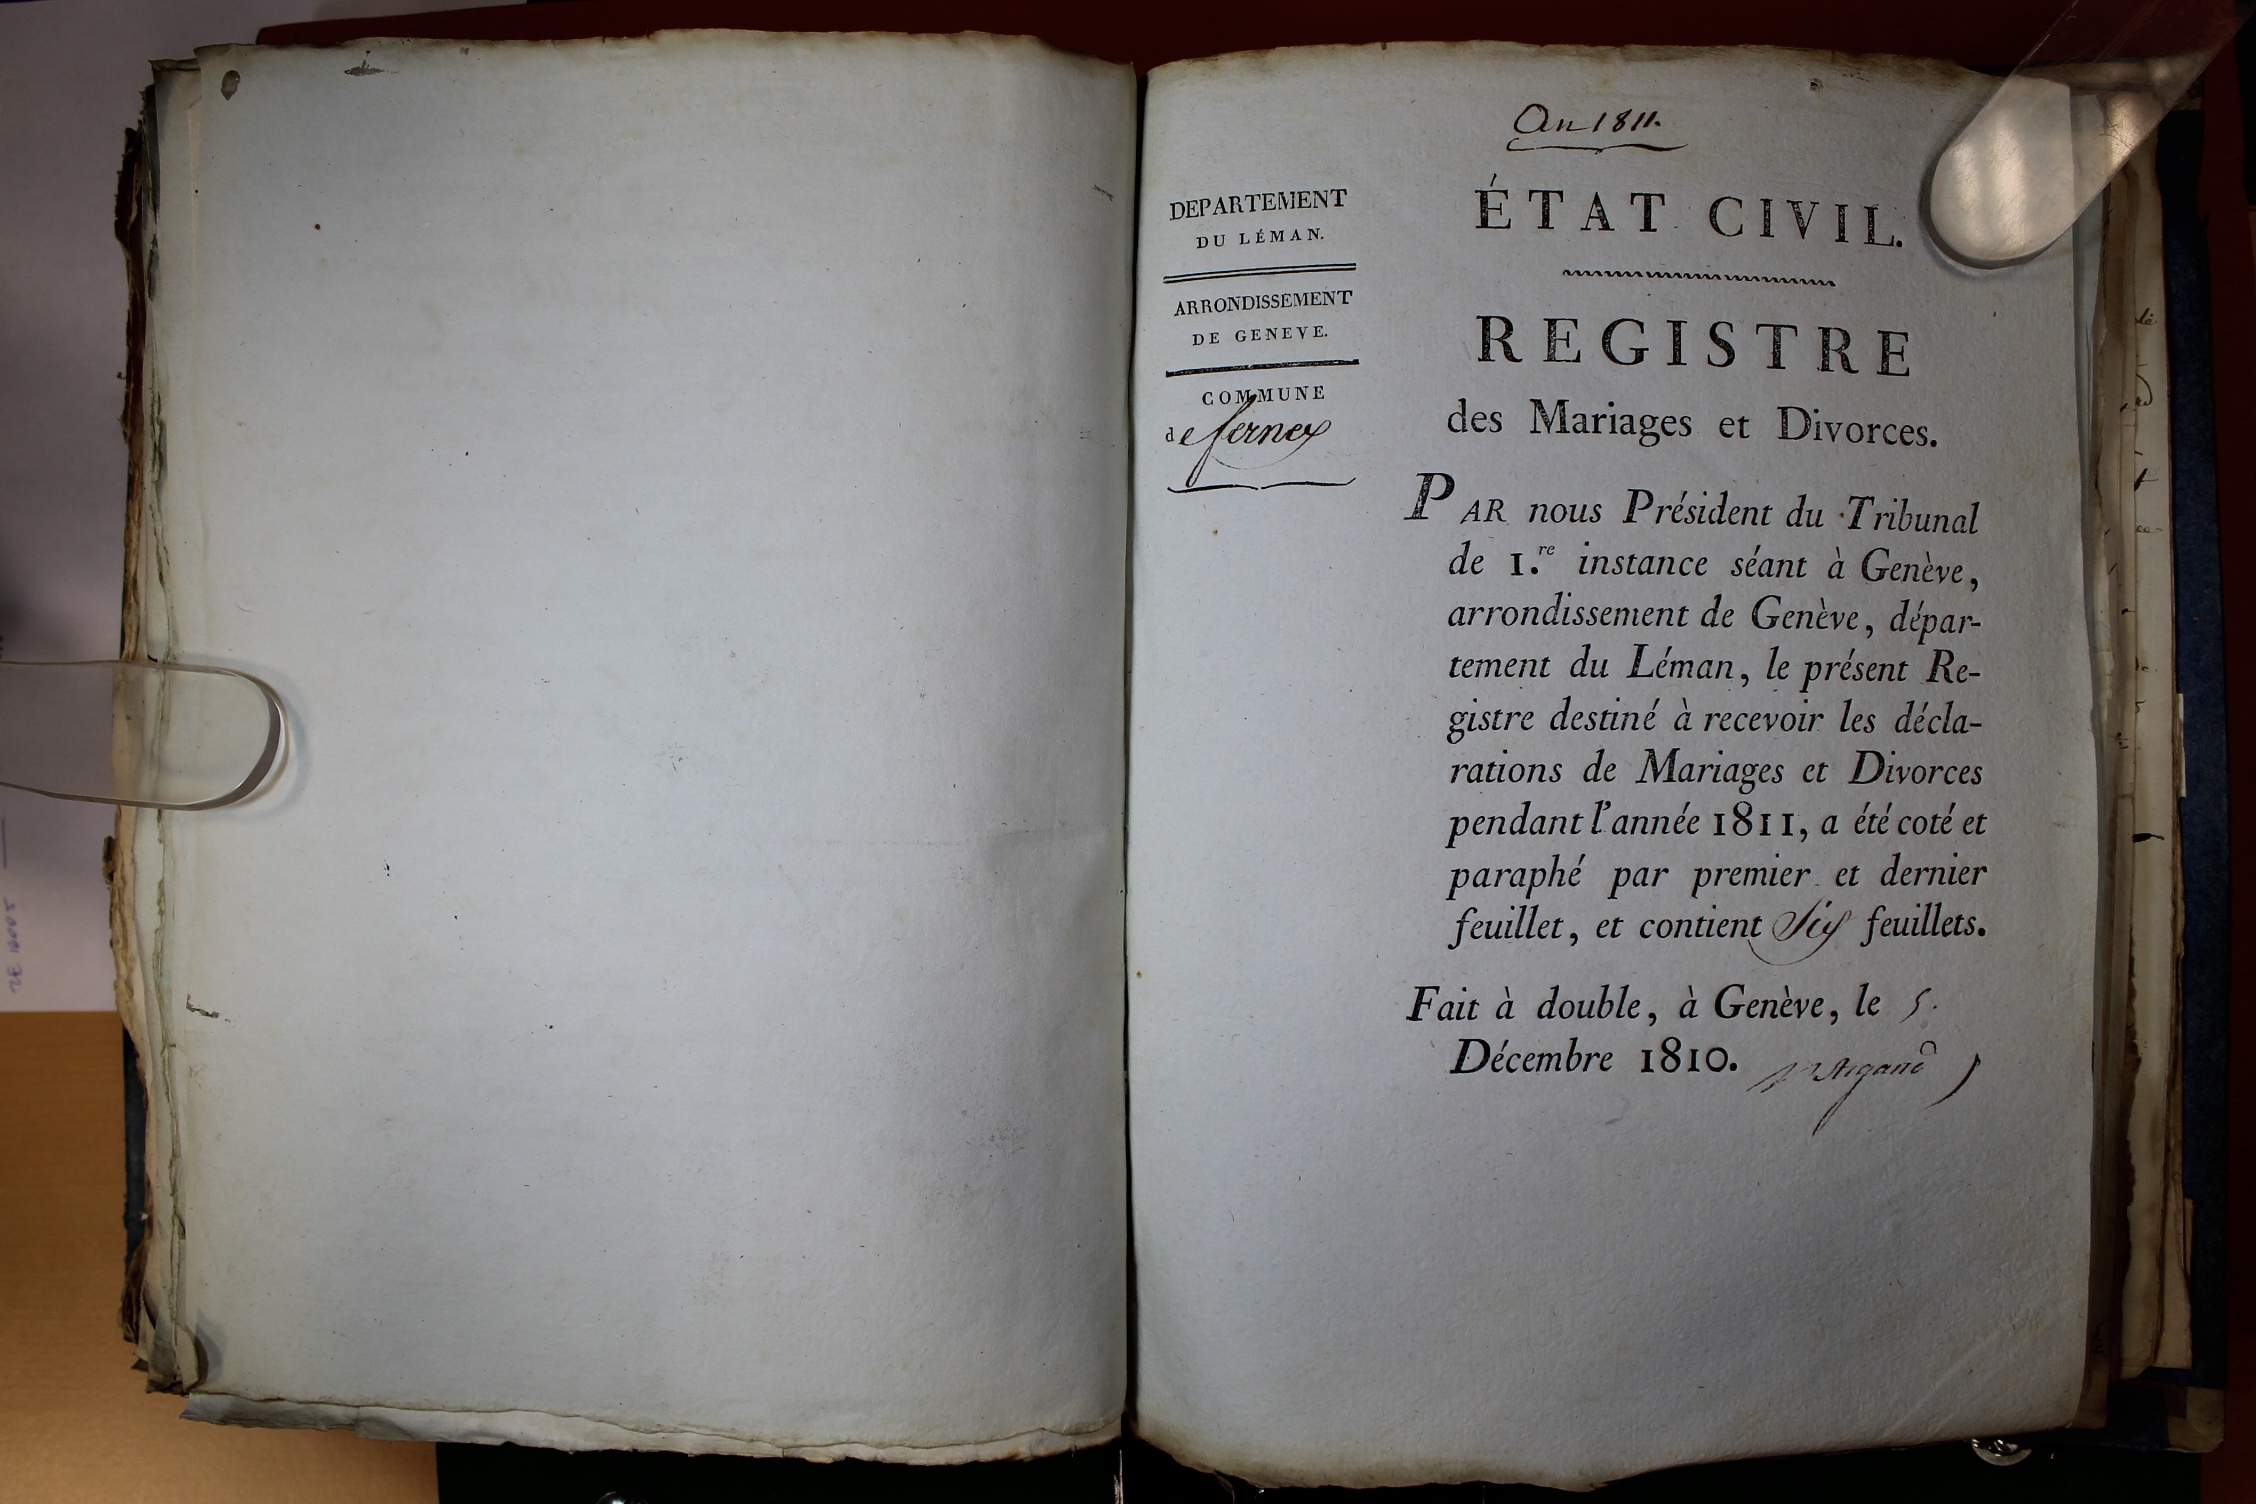 An 1811.
DEPARTEMENT
DU LÉMAN.
ARRONDISSEMENT
DE GENEVE.
COMMUNE
de fernex
ÉTAT CIVIL.
REGISTRE
des Mariages et Divorces.
PAR nous Président du Tribunal
de 1.re instance séant à Genève,
arrondissement de Genève, dépar-
tement du Léman, le présent Re-
gistre destiné à recevoir les décla-
rations de Mariages et Divorces
pendant l'année 1811, a été coté et
paraphé par premier et dernier
feuillet, et contient Six feuillets.
Fait à double, à Genève, le 5.
Décembre 1810.
Argand